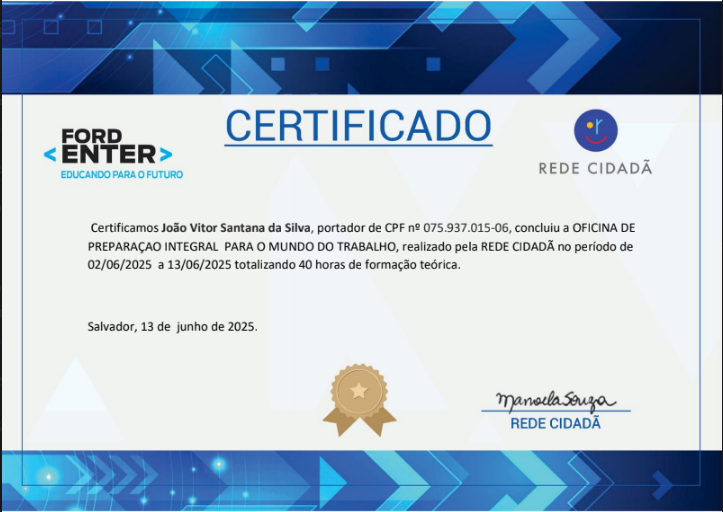 CERTIFICADO
FORD
<ENTER>
EDUCANDO PARA O FUTURO
REDE CIDADÃ
Certificamos João Vitor Santana da Silva, portador de CPF nº 075.937.015-06, concluiu a OFICINA DE
PREPARAÇAO INTEGRAL PARA O MUNDO DO TRABALHO, realizado pela REDE CIDADÃ no período de
02/06/2025 a 13/06/2025 totalizando 40 horas de formação teórica.
Salvador, 13 de junho de 2025.
Manoela Souza
REDE CIDADÃ